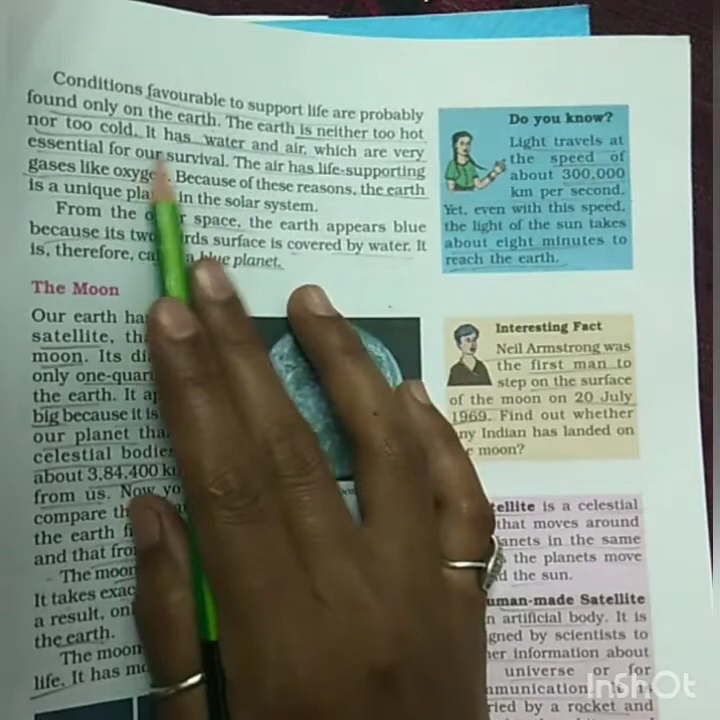 Conditions favourable to support life are probably
found only on the earth. The earth is neither too hot
nor too cold. It has water and air, which are very
essential for our survival. The air has life-supporting
gases like oxyge. Because of these reasons, the earth
is a unique pla in the solar system.
From the o r space, the earth appears blue
because its two rds surface is covered by water. It
is, therefore, ca a blue planet.
The Moon
Our earth ha
satellite, th
moon. Its di
only one-quar
the earth. It ap
big because it is
our planet tha
celestial bodie
about 3,84,400 k
from us. Now yo
compare th
the earth f
and that fro
The moon
It takes exac
a result, on
the earth.
The moon
life. It has mo
Do you know?
Light travels at
the speed of
about 300,000
km per second.
Yet, even with this speed,
the light of the sun takes
about eight minutes to
reach the earth.
Interesting Fact
Neil Armstrong was
the first man to
step on the surface
of the moon on 20 July
1969. Find out whether
ny Indian has landed on
e moon?
ellite is a celestial
that moves around
lanets in the same
the planets move
d the sun.
uman-made Satellite
n artificial body. It is
gned by scientists to
her information about
universe or for
mmunication
ried by a rocket and
InShOt